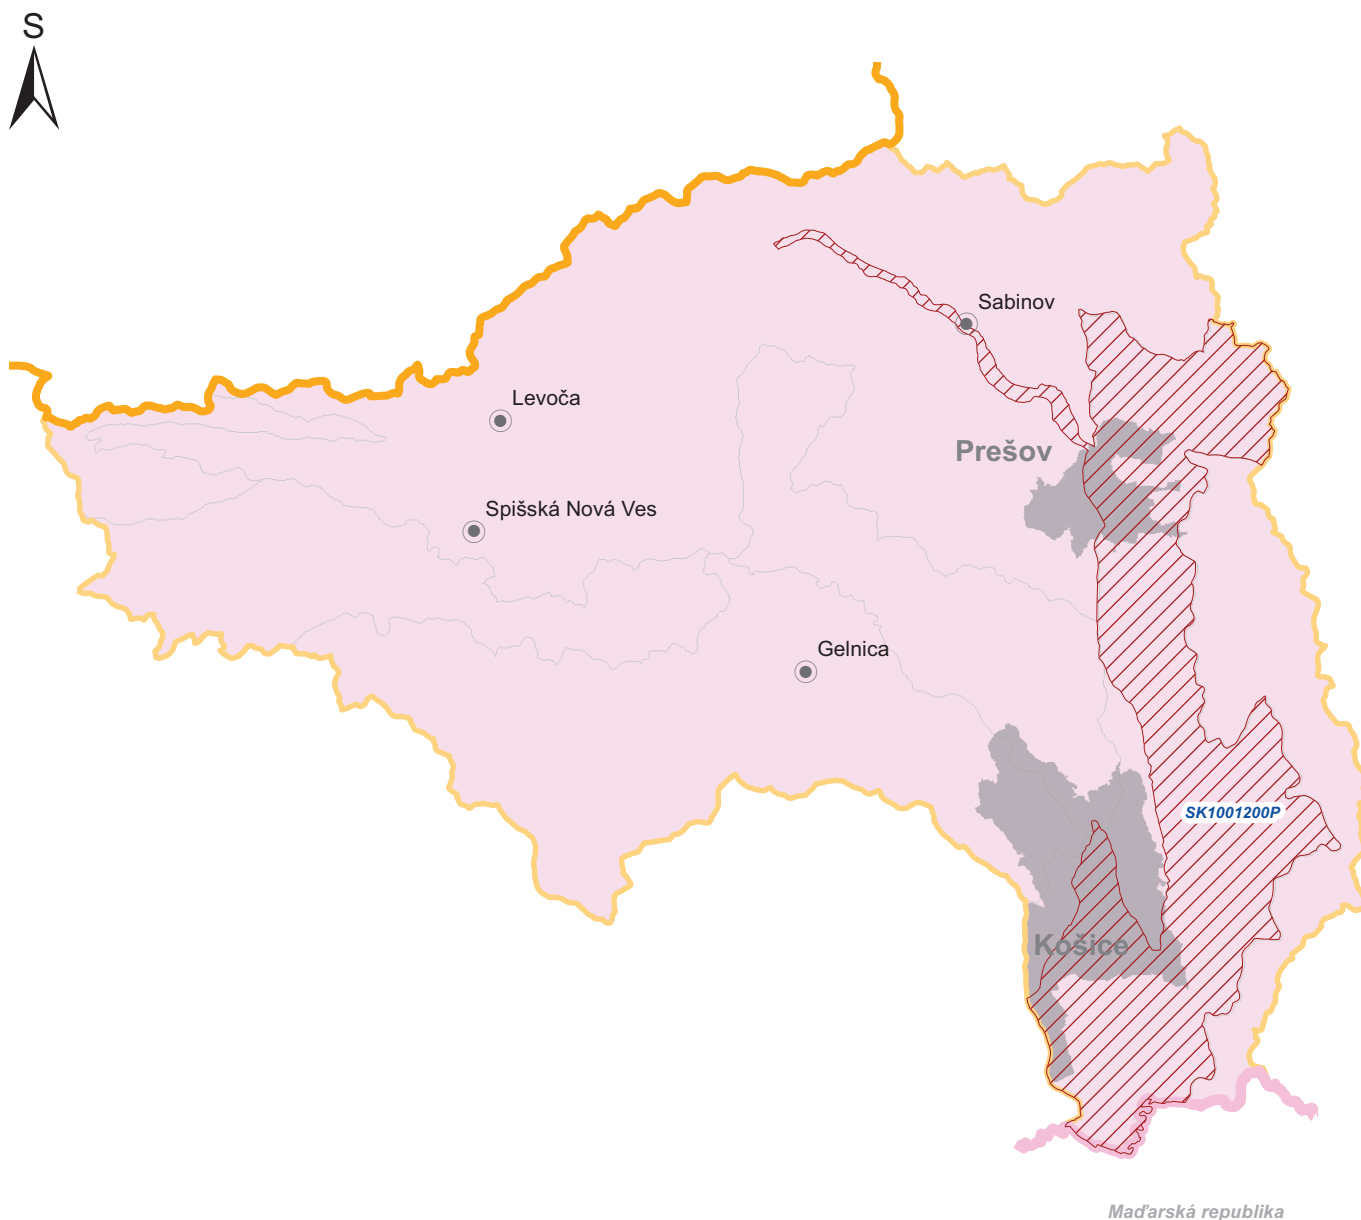 S
Sabinov
Levoča
Prešov
Spišská Nová Ves
Gelnica
SK1001200P
Košice
Maďarská republika